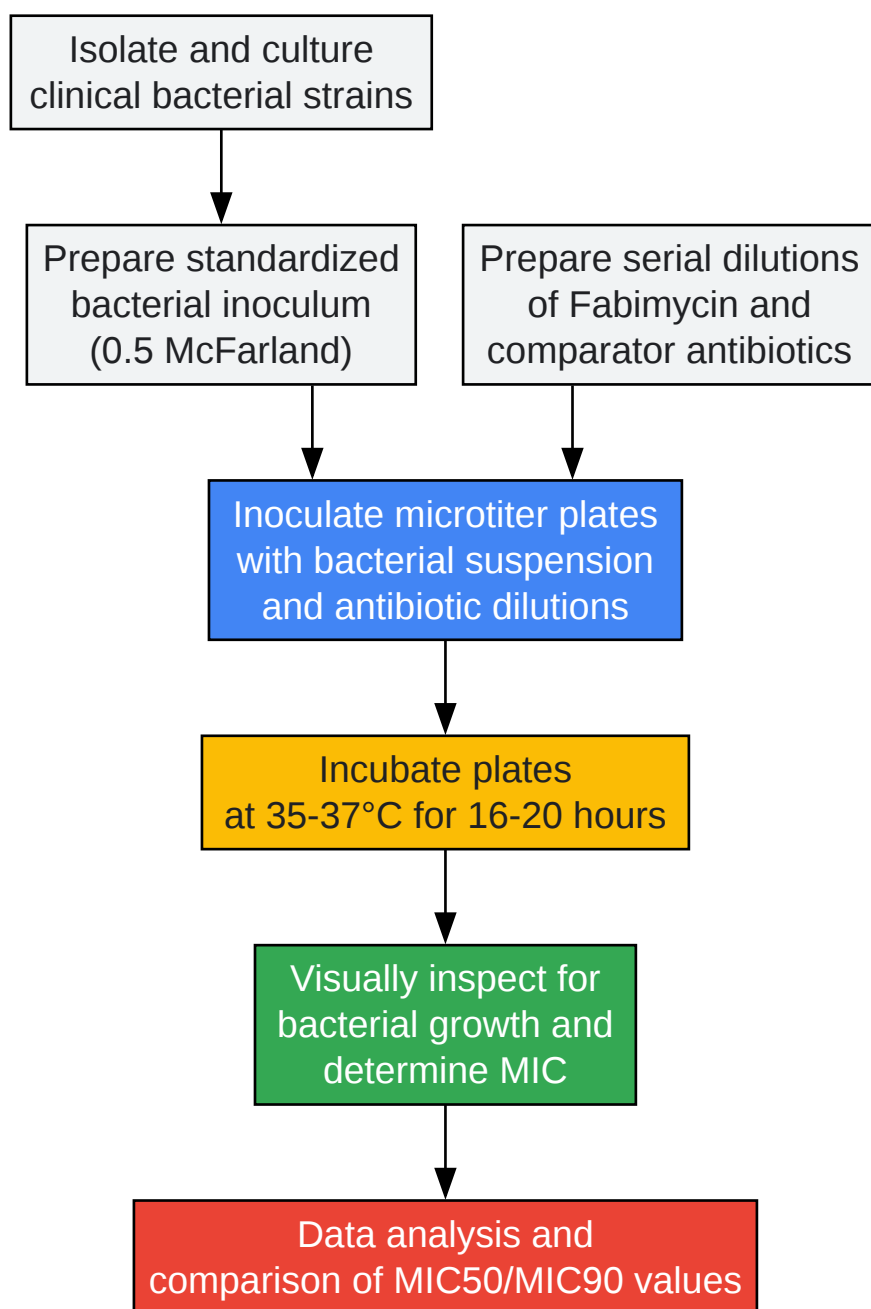 Isolate and culture
clinical bacterial strains
Prepare standardized
bacterial inoculum
(0.5 McFarland)
Prepare serial dilutions
of Fabimycin and
comparator antibiotics
Inoculate microtiter plates
with bacterial suspension
and antibiotic dilutions
Incubate plates
at 35-37°C for 16-20 hours
Visually inspect for
bacterial growth and
determine MIC
Data analysis and
comparison of MIC50/MIC90 values